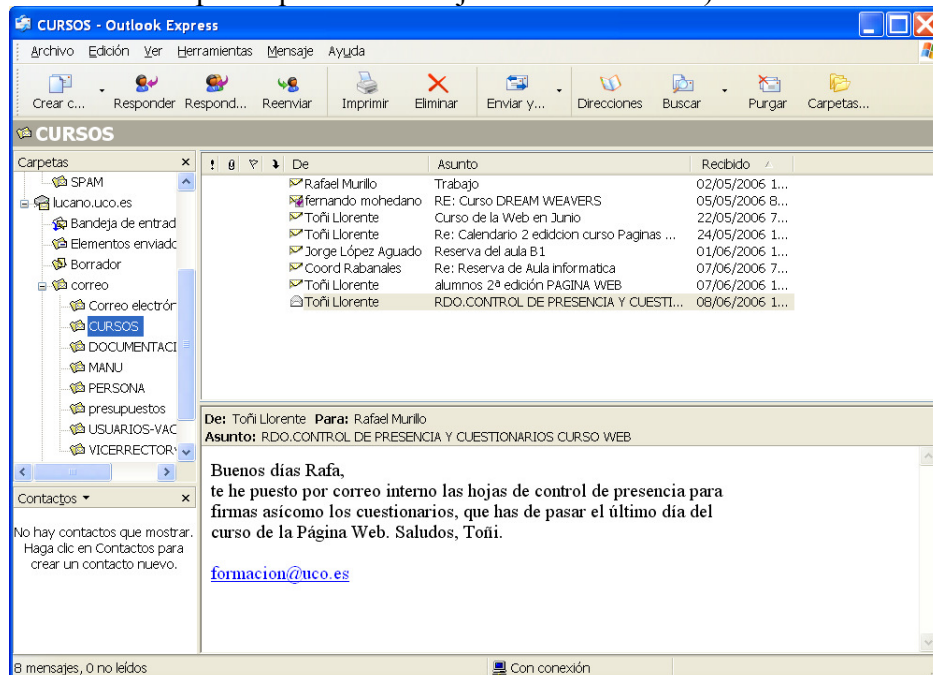 CURSOS - Outlook Express
Archivo Edición Ver Herramientas Mensaje Ayuda
Crear c... Responder Respond... Reenviar Imprimir Eliminar Enviar y... Direcciones Buscar Purgar Carpetas...
CURSOS
Carpetas
SPAM
lucano.uco.es
Bandeja de entrad
Elementos enviadc
Borrador
correo
Correo electrór
CURSOS
DOCUMENTACI
MANU
PERSONA
presupuestos
USUARIOS-VAC
VICERRECTOR
Contactos
No hay contactos que mostrar.
Haga clic en Contactos para
crear un contacto nuevo.
De Asunto Recibido
Rafael Murillo Trabajo 02/05/2006 1...
fernando mohedano RE: Curso DREAM WEAVERS 05/05/2006 8...
Toñi Llorente Curso de la Web en Junio 22/05/2006 7...
Toñi Llorente Re: Calendario 2 edidcion curso Paginas ... 24/05/2006 1...
Jorge López Aguado Reserva del aula B1 01/06/2006 1...
Coord Rabanales Re: Reserva de Aula informatica 07/06/2006 7...
Toñi Llorente alumnos 2ª edición PAGINA WEB 07/06/2006 1...
Toñi Llorente RDO.CONTROL DE PRESENCIA Y CUESTI... 08/06/2006 1...
De: Toñi Llorente Para: Rafael Murillo
Asunto: RDO.CONTROL DE PRESENCIA Y CUESTIONARIOS CURSO WEB
Buenos días Rafa,
te he puesto por correo interno las hojas de control de presencia para
firmas asícomo los cuestionarios, que has de pasar el último día del
curso de la Página Web. Saludos, Toñi.
formacion@uco.es
8 mensajes, 0 no leídos
Con conexión